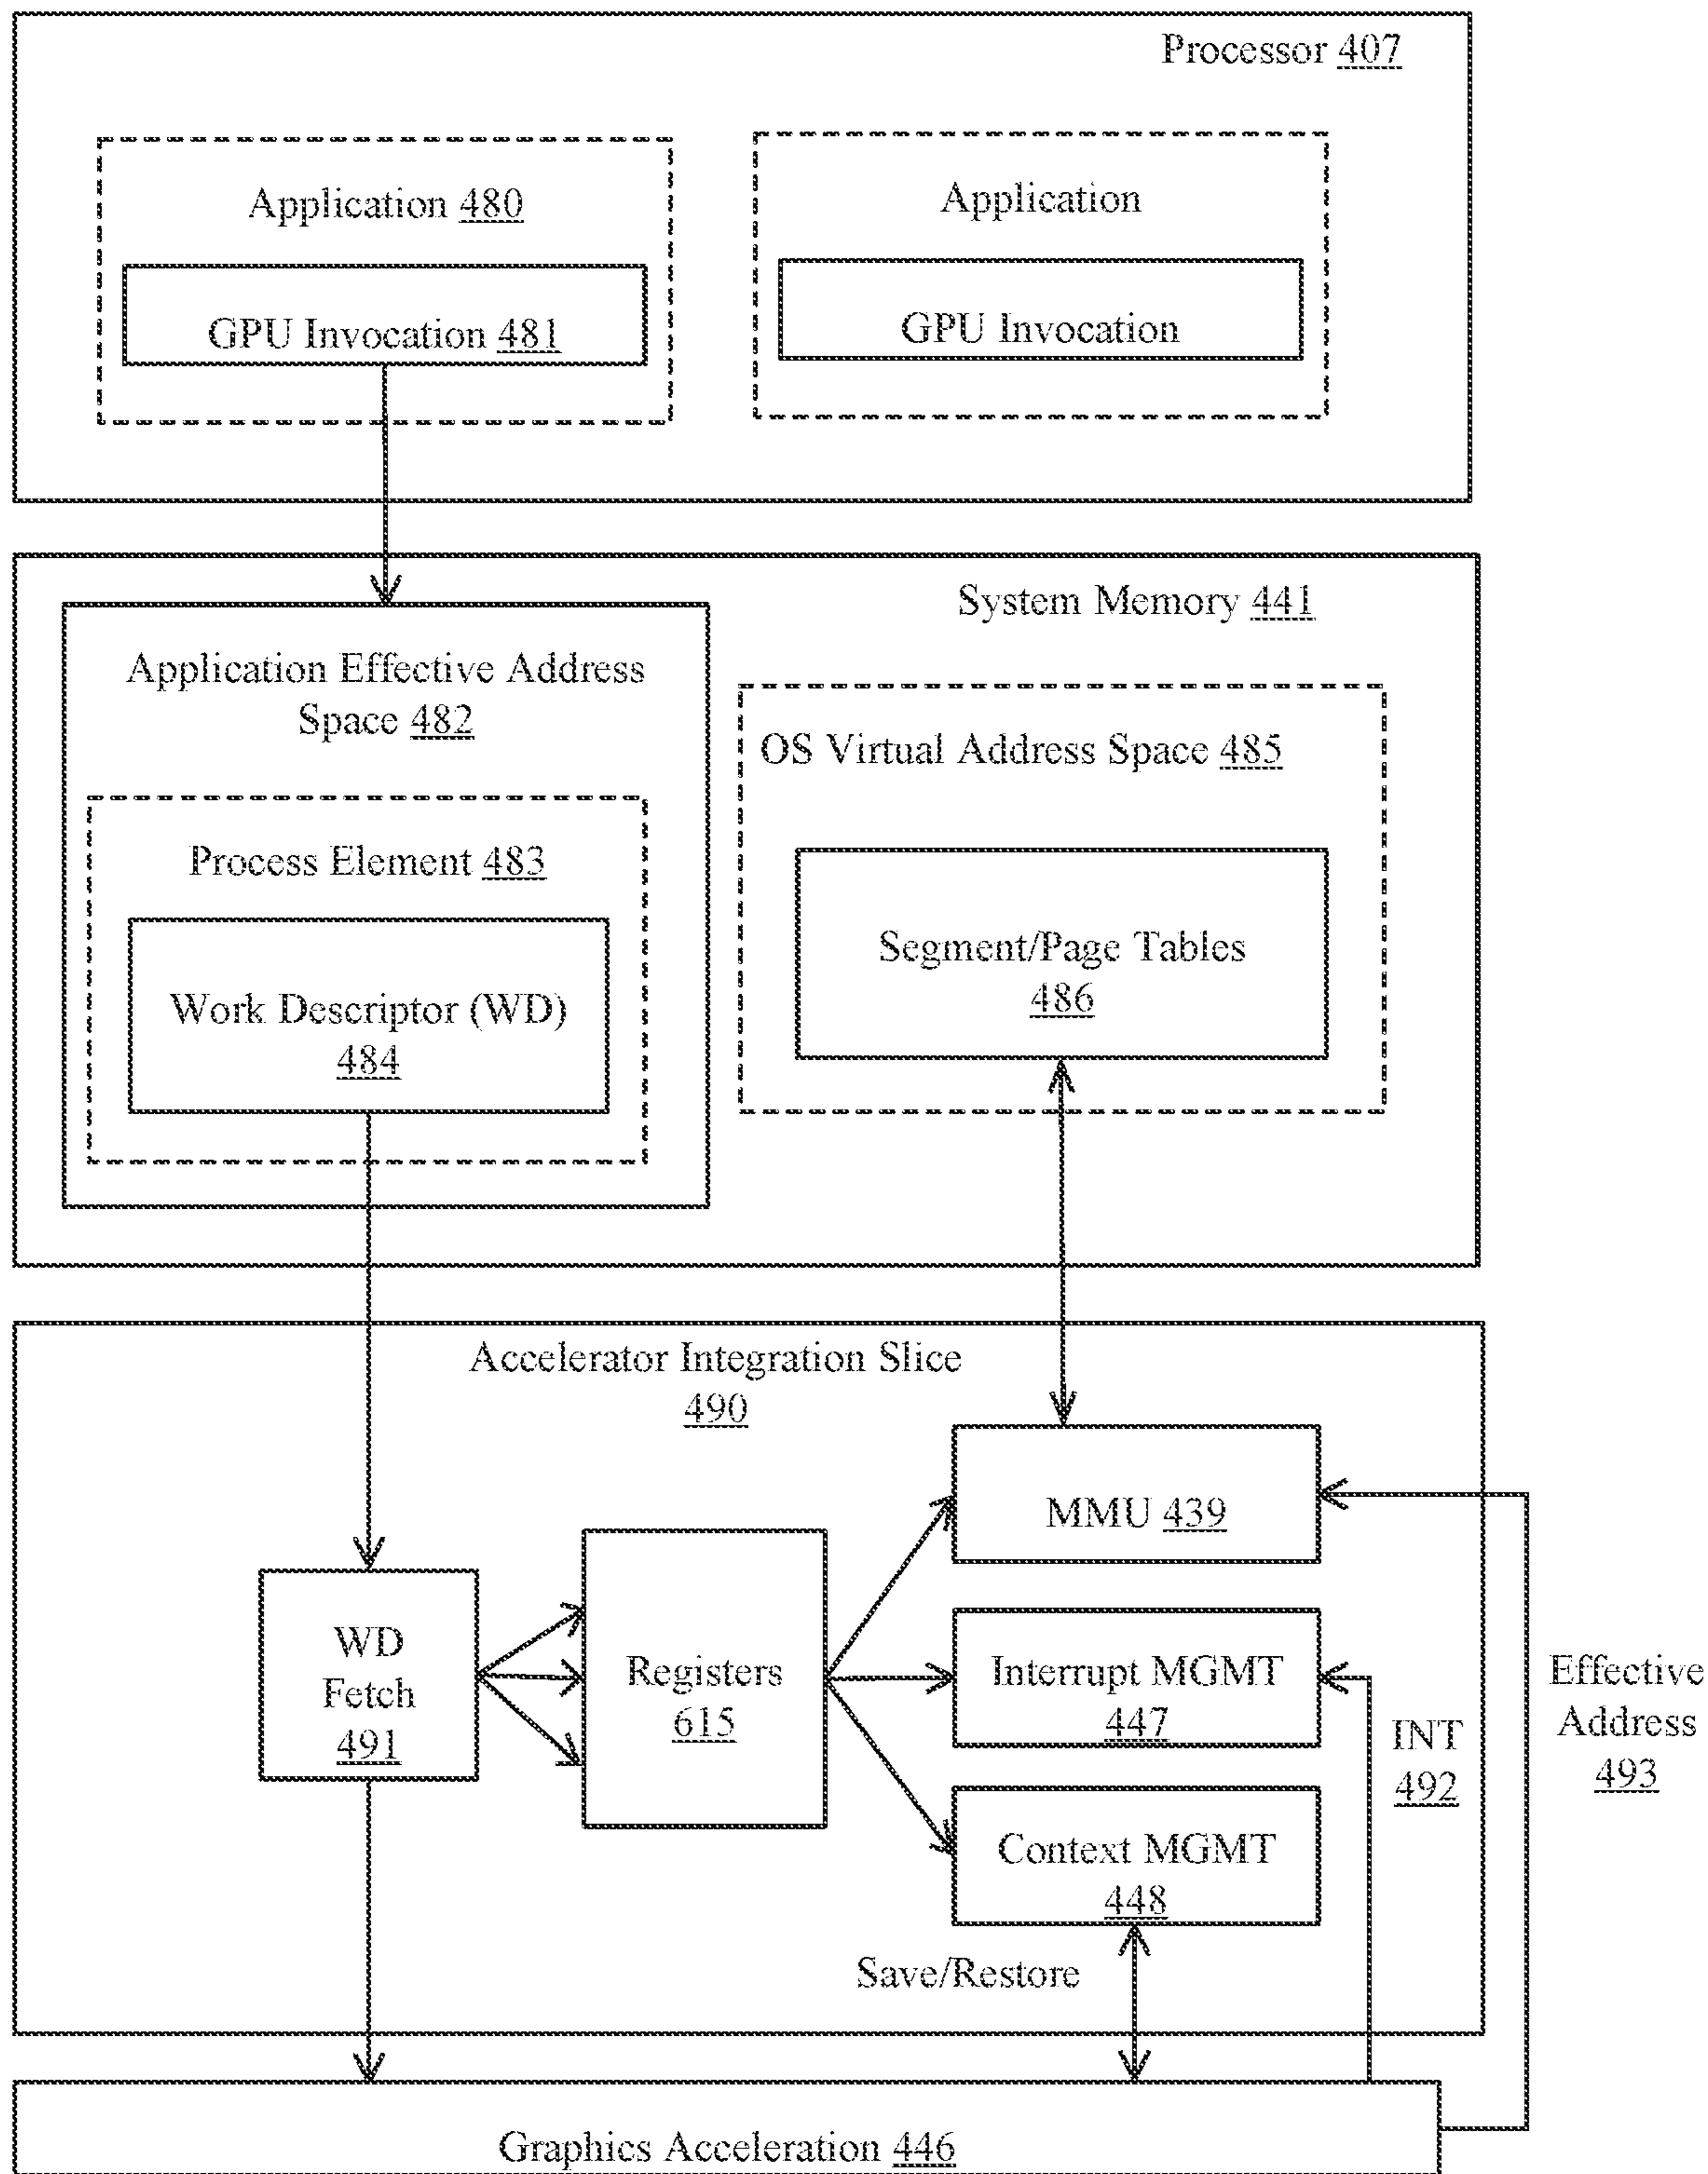 Processor 407
Application 480
GPU Invocation 481
Application
GPU Invocation
System Memory 441
Application Effective Address
Space 482
Process Element 483
Work Descriptor (WD)
484
OS Virtual Address Space 485
Segment/Page Tables
486
Accelerator Integration Slice
490
WD
Fetch
491
Registers
615
MMU 439
Interrupt MGMT
447
Context MGMT
448
Save/Restore
INT
492
Effective
Address
493
Graphics Acceleration 446